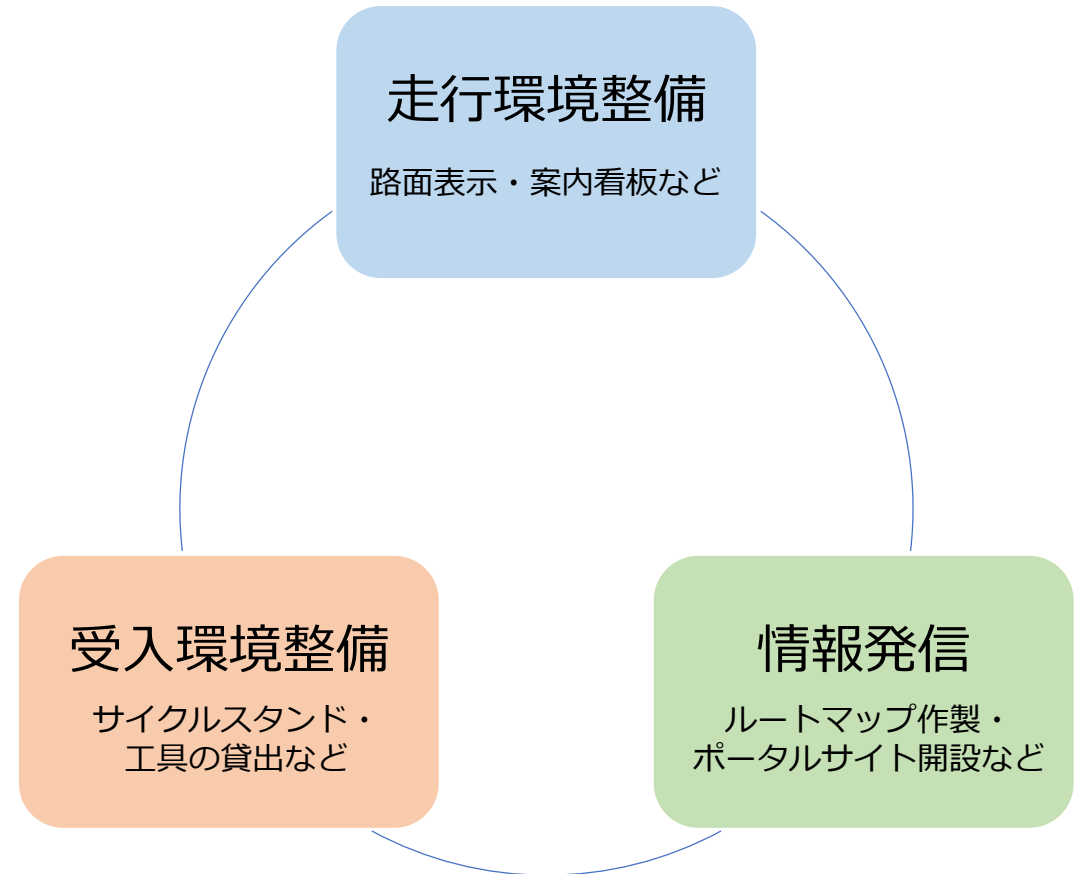 走行環境整備
路面表示・案内看板など
受入環境整備
サイクルスタンド・
工具の貸出など
情報発信
ルートマップ作製・
ポータルサイト開設など